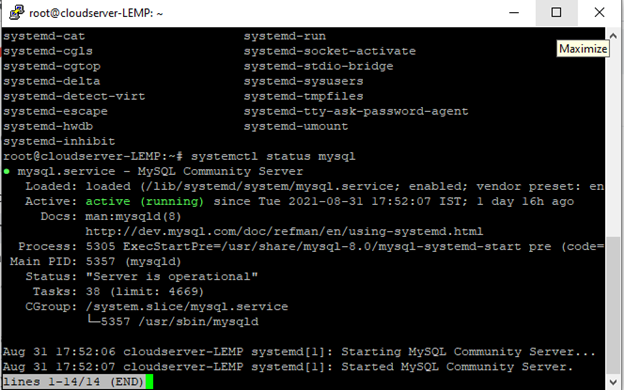 root@cloudserver-LEMP: ~
Maximize
systemd-cat systemd-run
systemd-cgls systemd-socket-activate
systemd-cgtop systemd-stdio-bridge
systemd-delta systemd-sysusers
systemd-detect-virt systemd-tmpfiles
systemd-escape systemd-tty-ask-password-agent
systemd-hwdb systemd-umount
systemd-inhibit
root@cloudserver-LEMP:~# systemctl status mysql
● mysql.service - MySQL Community Server
Loaded: loaded (/lib/systemd/system/mysql.service; enabled; vendor preset: en
Active: active (running) since Tue 2021-08-31 17:52:07 IST; 1 day 16h ago
Docs: man:mysqld(8)
http://dev.mysql.com/doc/refman/en/using-systemd.html
Process: 5305 ExecStartPre=/usr/share/mysql-8.0/mysql-systemd-start pre (code=
Main PID: 5357 (mysqld)
Status: "Server is operational"
Tasks: 38 (limit: 4669)
CGroup: /system.slice/mysql.service
└─5357 /usr/sbin/mysqld
Aug 31 17:52:06 cloudserver-LEMP systemd[1]: Starting MySQL Community Server...
Aug 31 17:52:07 cloudserver-LEMP systemd[1]: Started MySQL Community Server.
lines 1-14/14 (END)